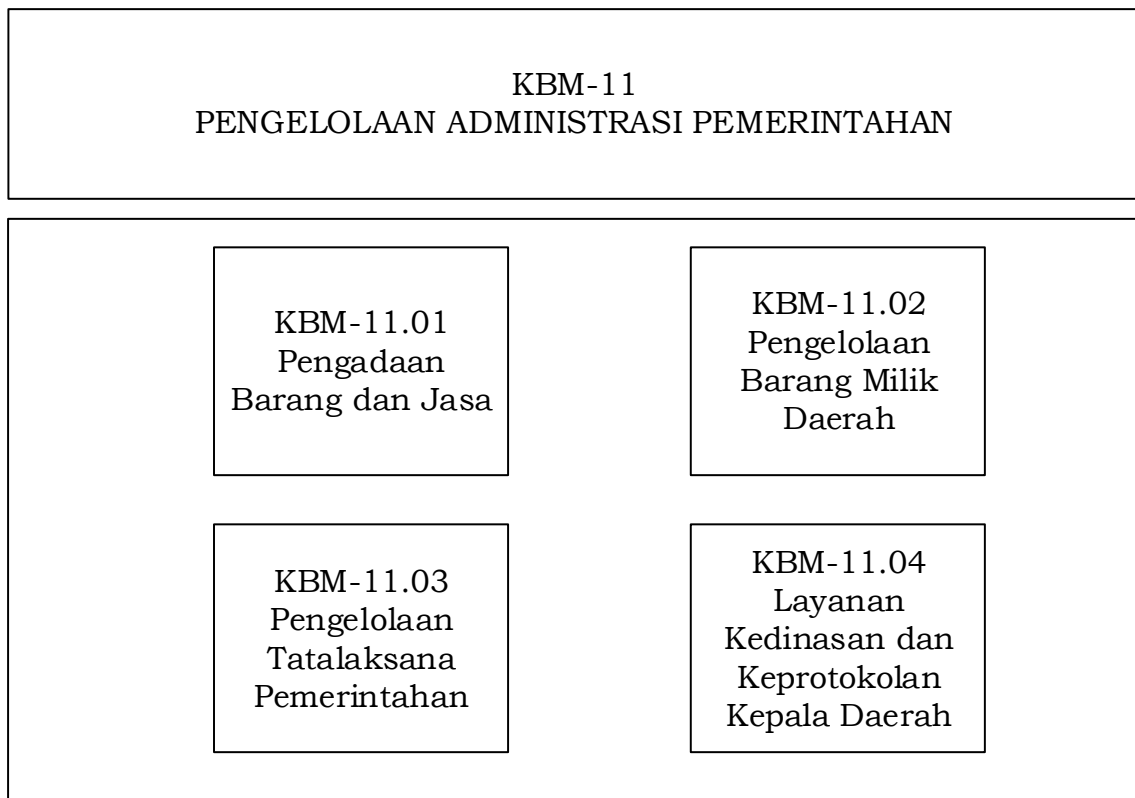 KBM-11
PENGELOLAAN ADMINISTRASI PEMERINTAHAN
KBM-11.01
Pengadaan
Barang dan Jasa
KBM-11.02
Pengelolaan
Barang Milik
Daerah
KBM-11.03
Pengelolaan
Tatalaksana
Pemerintahan
KBM-11.04
Layanan
Kedinasan dan
Keprotokolan
Kepala Daerah